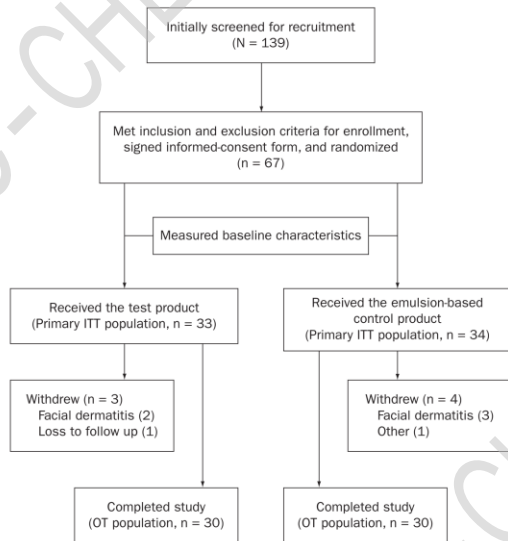 Initially screened for recruitment
(N = 139)
Met inclusion and exclusion criteria for enrollment,
signed informed-consent form, and randomized
(n = 67)
Measured baseline characteristics
Received the test product
(Primary ITT population, n = 33)
Received the emulsion-based
control product
(Primary ITT population, n = 34)
Withdrew (n = 3)
Facial dermatitis (2)
Loss to follow up (1)
Withdrew (n = 4)
Facial dermatitis (3)
Other (1)
Completed study
(OT population, n = 30)
Completed study
(OT population, n = 30)